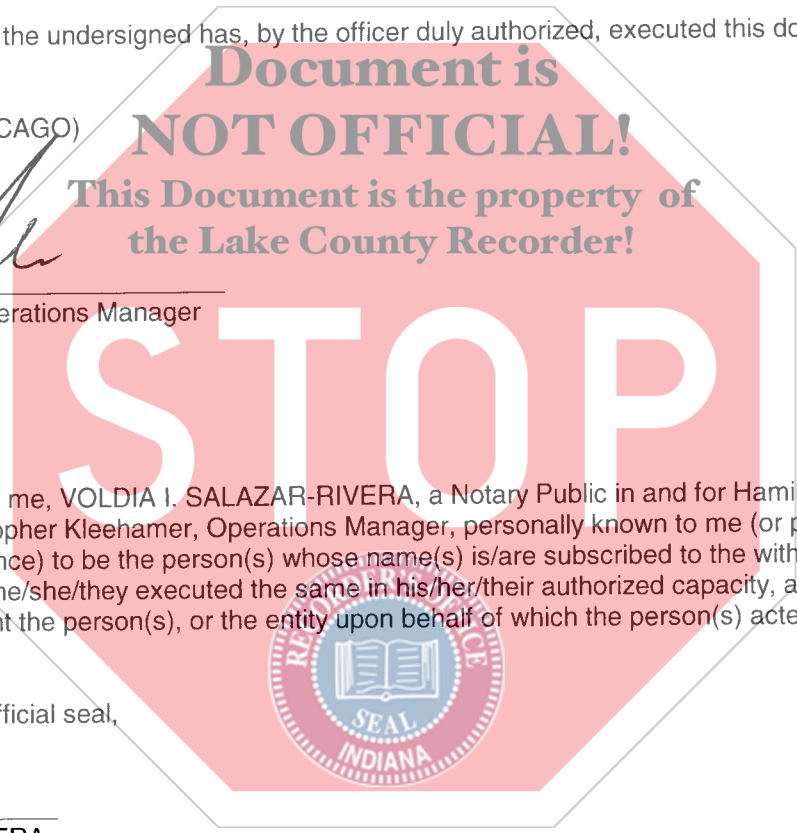 the undersigned has, by the officer duly authorized, executed this do
Document is
CAGO)
NOT OFFICIAL!
This Document is the property of
the Lake County Recorder!
erations Manager
STOP
me, VOLDIA I. SALAZAR-RIVERA, a Notary Public in and for Hami
opher Kleehamer, Operations Manager, personally known to me (or p
nce) to be the person(s) whose name(s) is/are subscribed to the with
he/she/they executed the same in his/her/their authorized capacity, a
nt the person(s), or the entity upon behalf of which the person(s) acte
RECORDER'S OFFICE
SEAL
INDIANA
fficial seal,
ERA